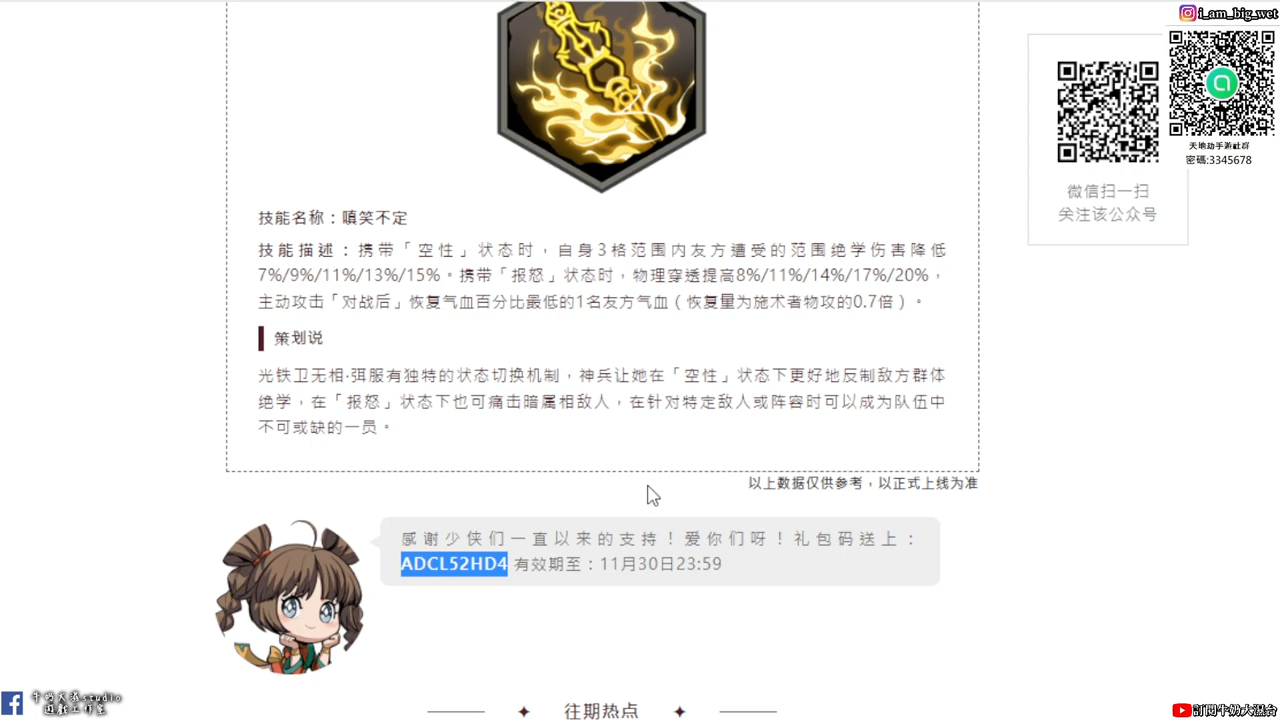 i_am_big_wet
天地劫手游社群
密碼:3345678
微信扫一扫
关注该公众号
技能名称：嗔笑不定
技能描述：携带「空性」状态时，自身3格范围内友方遭受的范围绝学伤害降低
7%/9%/11%/13%/15%。携带「报怒」状态时，物理穿透提高8%/11%/14%/17%/20%，
主动攻击「对战后」恢复气血百分比最低的1名友方气血（恢复量为施术者物攻的0.7倍）。
策划说
光铁卫无相·弭服有独特的状态切换机制，神兵让她在「空性」状态下更好地反制敌方群体
绝学，在「报怒」状态下也可痛击暗属相敌人，在针对特定敌人或阵容时可以成为队伍中
不可或缺的一员。
以上数据仅供参考，以正式上线为准
感谢少侠们一直以来的支持！爱你们呀！礼包码送上：
ADCL52HD4 有效期至：11月30日23:59
往期热点